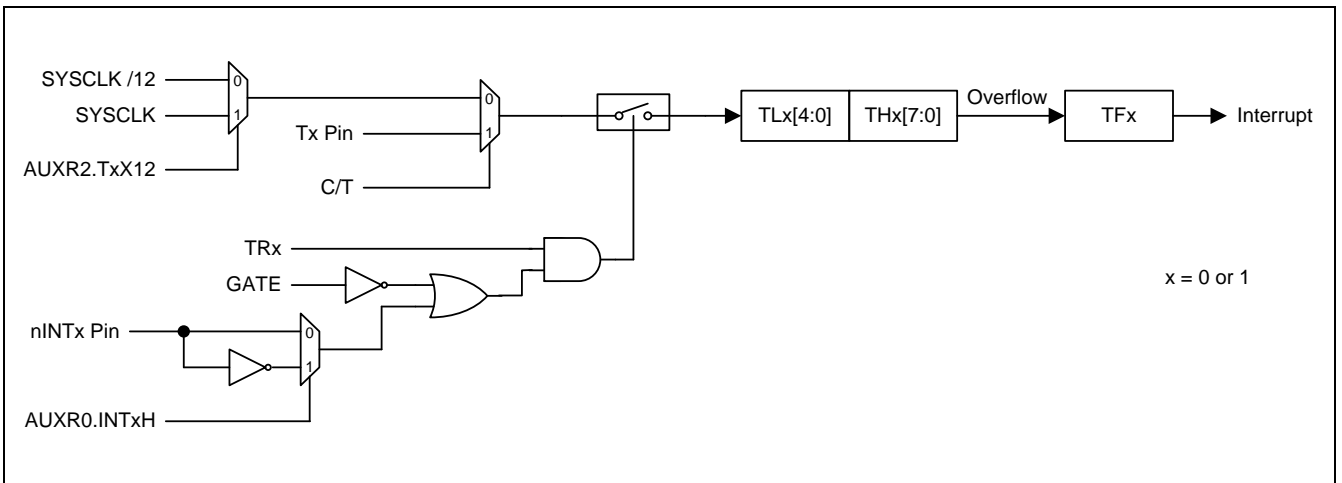 SYSCLK /12
SYSCLK
AUXR2.TxX12
0
1
Tx Pin
C/T
0
1
TLx[4:0] THx[7:0]
Overflow
TFx
Interrupt
TRx
GATE
nINTx Pin
0
1
AUXR0.INTxH
x = 0 or 1